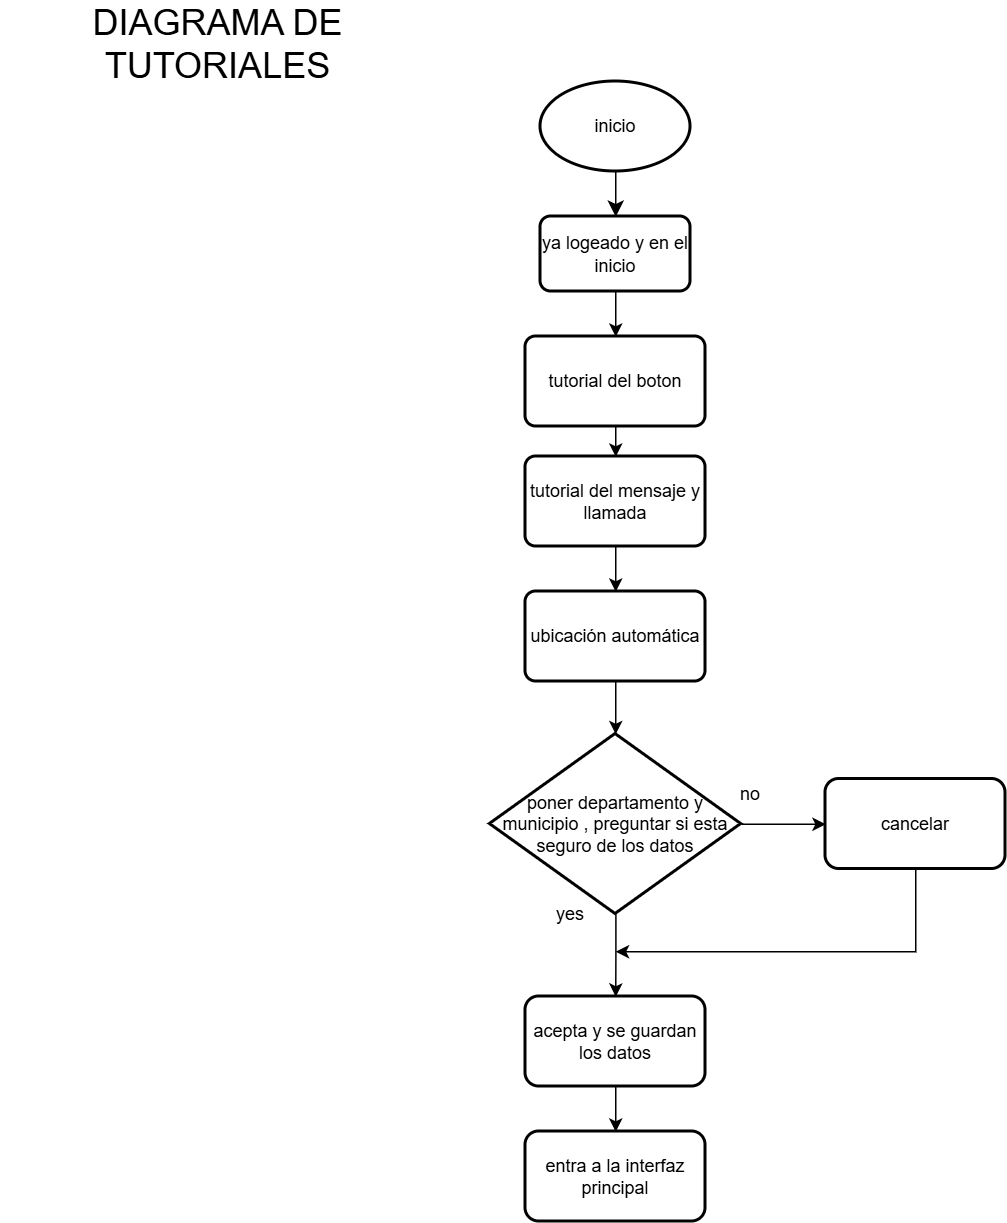 DIAGRAMA DE
TUTORIALES
inicio
ya logeado y en el
inicio
tutorial del boton
tutorial del mensaje y
llamada
ubicación automática
poner departamento y
municipio , preguntar si esta
seguro de los datos
no
cancelar
yes
acepta y se guardan
los datos
entra a la interfaz
principal